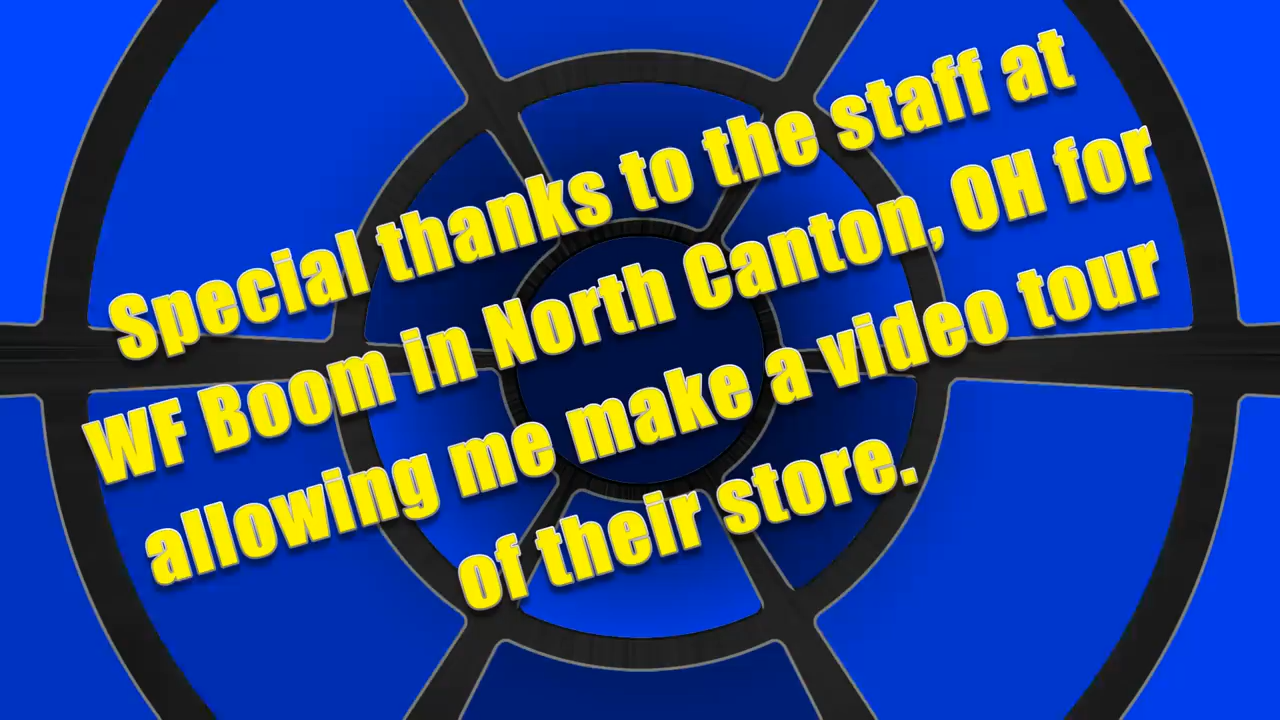 Special thanks to the staff at
WF Boom in North Canton, OH for
allowing me make a video tour
of their store.